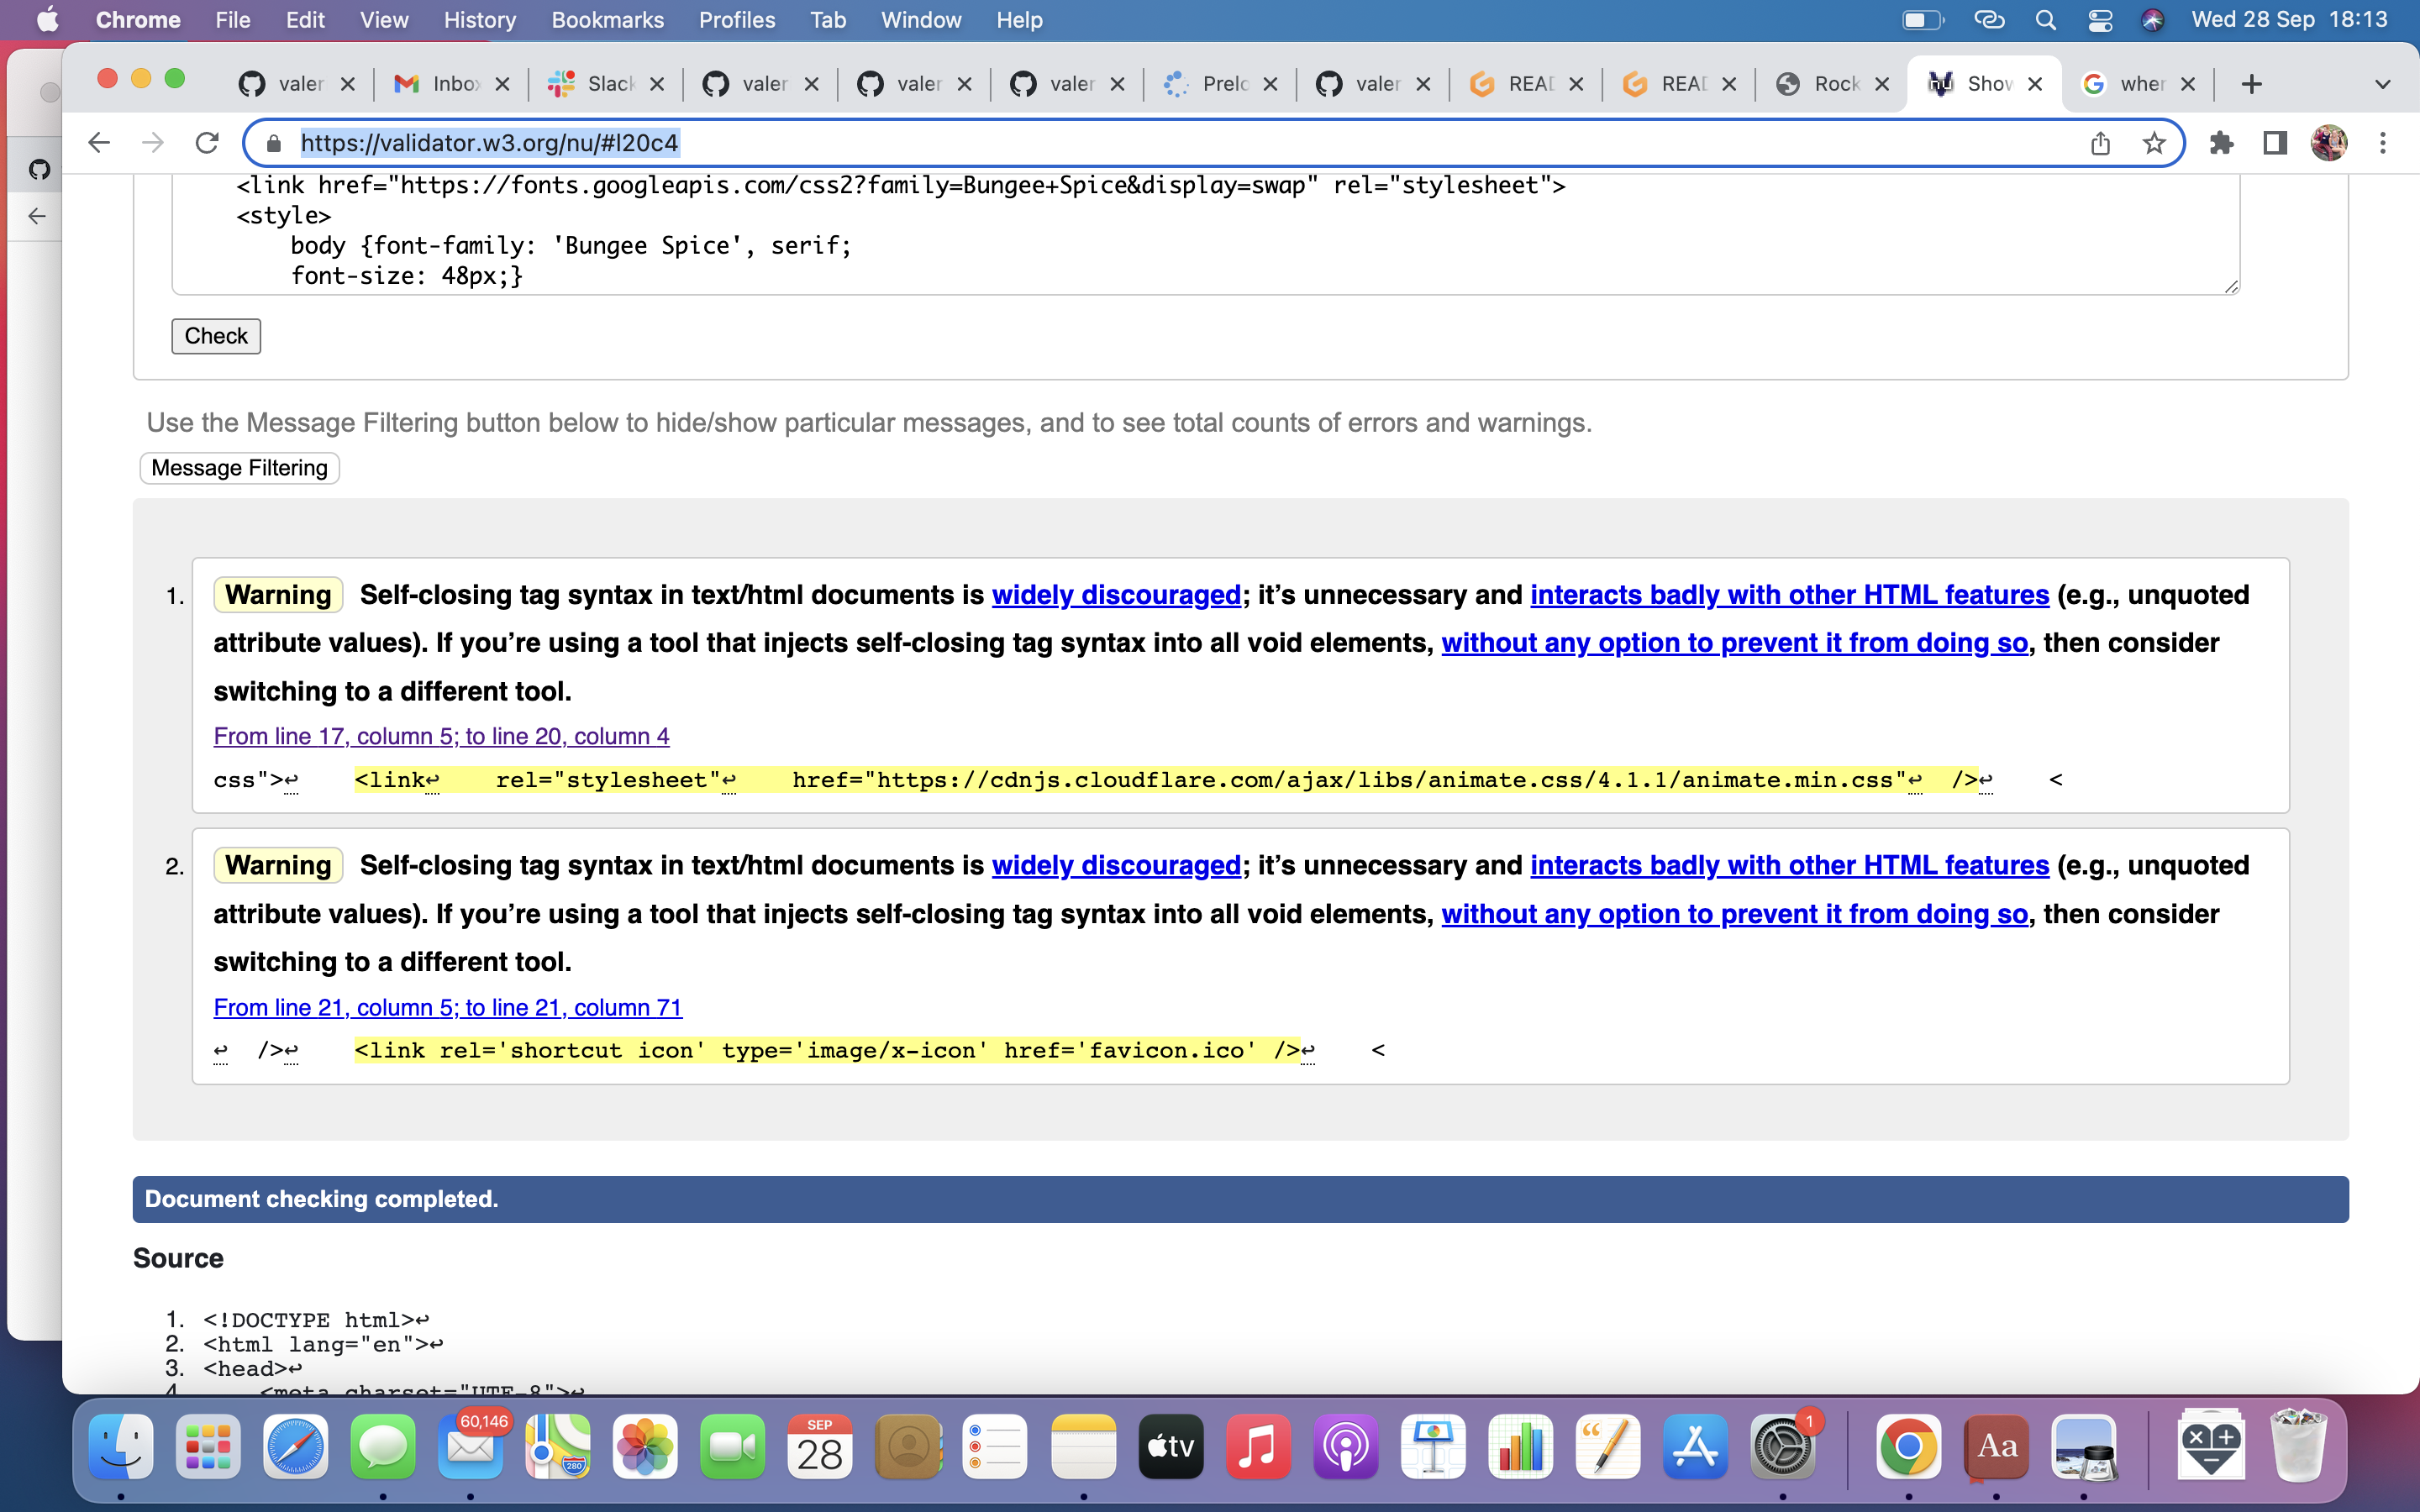 Chrome File Edit View History Bookmarks Profiles Tab Window Help Wed 28 Sep 18:13
valer Inbo Slack valer valer valer Prelo valer READ READ Rock Show wher
https://validator.w3.org/nu/#l20c4
<link href="https://fonts.googleapis.com/css2?family=Bungee+Spice&display=swap" rel="stylesheet">
<style>
body {font-family: 'Bungee Spice', serif;
font-size: 48px;}
Check
Use the Message Filtering button below to hide/show particular messages, and to see total counts of errors and warnings.
Message Filtering
1. Warning Self-closing tag syntax in text/html documents is widely discouraged; it’s unnecessary and interacts badly with other HTML features (e.g., unquoted
attribute values). If you’re using a tool that injects self-closing tag syntax into all void elements, without any option to prevent it from doing so, then consider
switching to a different tool.
From line 17, column 5; to line 20, column 4
css">↩ <link↩ rel="stylesheet"↩ href="https://cdnjs.cloudflare.com/ajax/libs/animate.css/4.1.1/animate.min.css"↩ />↩ <
2. Warning Self-closing tag syntax in text/html documents is widely discouraged; it’s unnecessary and interacts badly with other HTML features (e.g., unquoted
attribute values). If you’re using a tool that injects self-closing tag syntax into all void elements, without any option to prevent it from doing so, then consider
switching to a different tool.
From line 21, column 5; to line 21, column 71
↩ />↩ <link rel='shortcut icon' type='image/x-icon' href='favicon.ico' />↩ <
Document checking completed.
Source
1. <!DOCTYPE html>↩
2. <html lang="en">↩
3. <head>↩
4. <meta charset="UTF-8">↩
60,146
280
SEP
28
tv
1
Aa